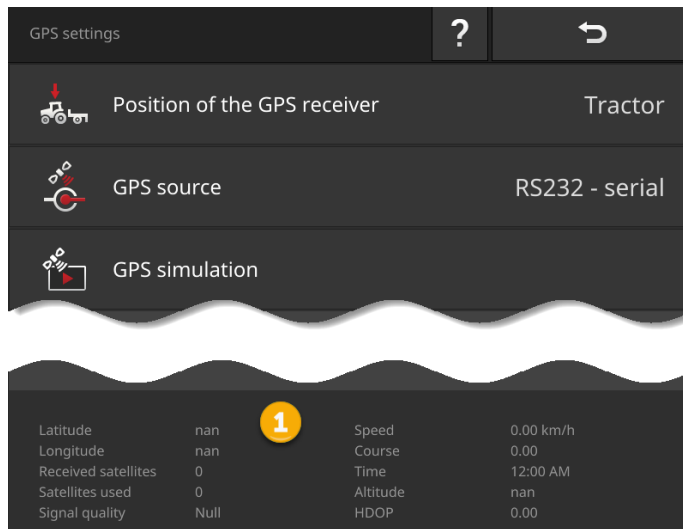 GPS settings ?
Position of the GPS receiver Tractor
GPS source RS232 - serial
GPS simulation
1
Latitude nan Speed 0.00 km/h
Longitude nan Course 0.00
Received satellites 0 Time 12:00 AM
Satellites used 0 Altitude nan
Signal quality Null HDOP 0.00